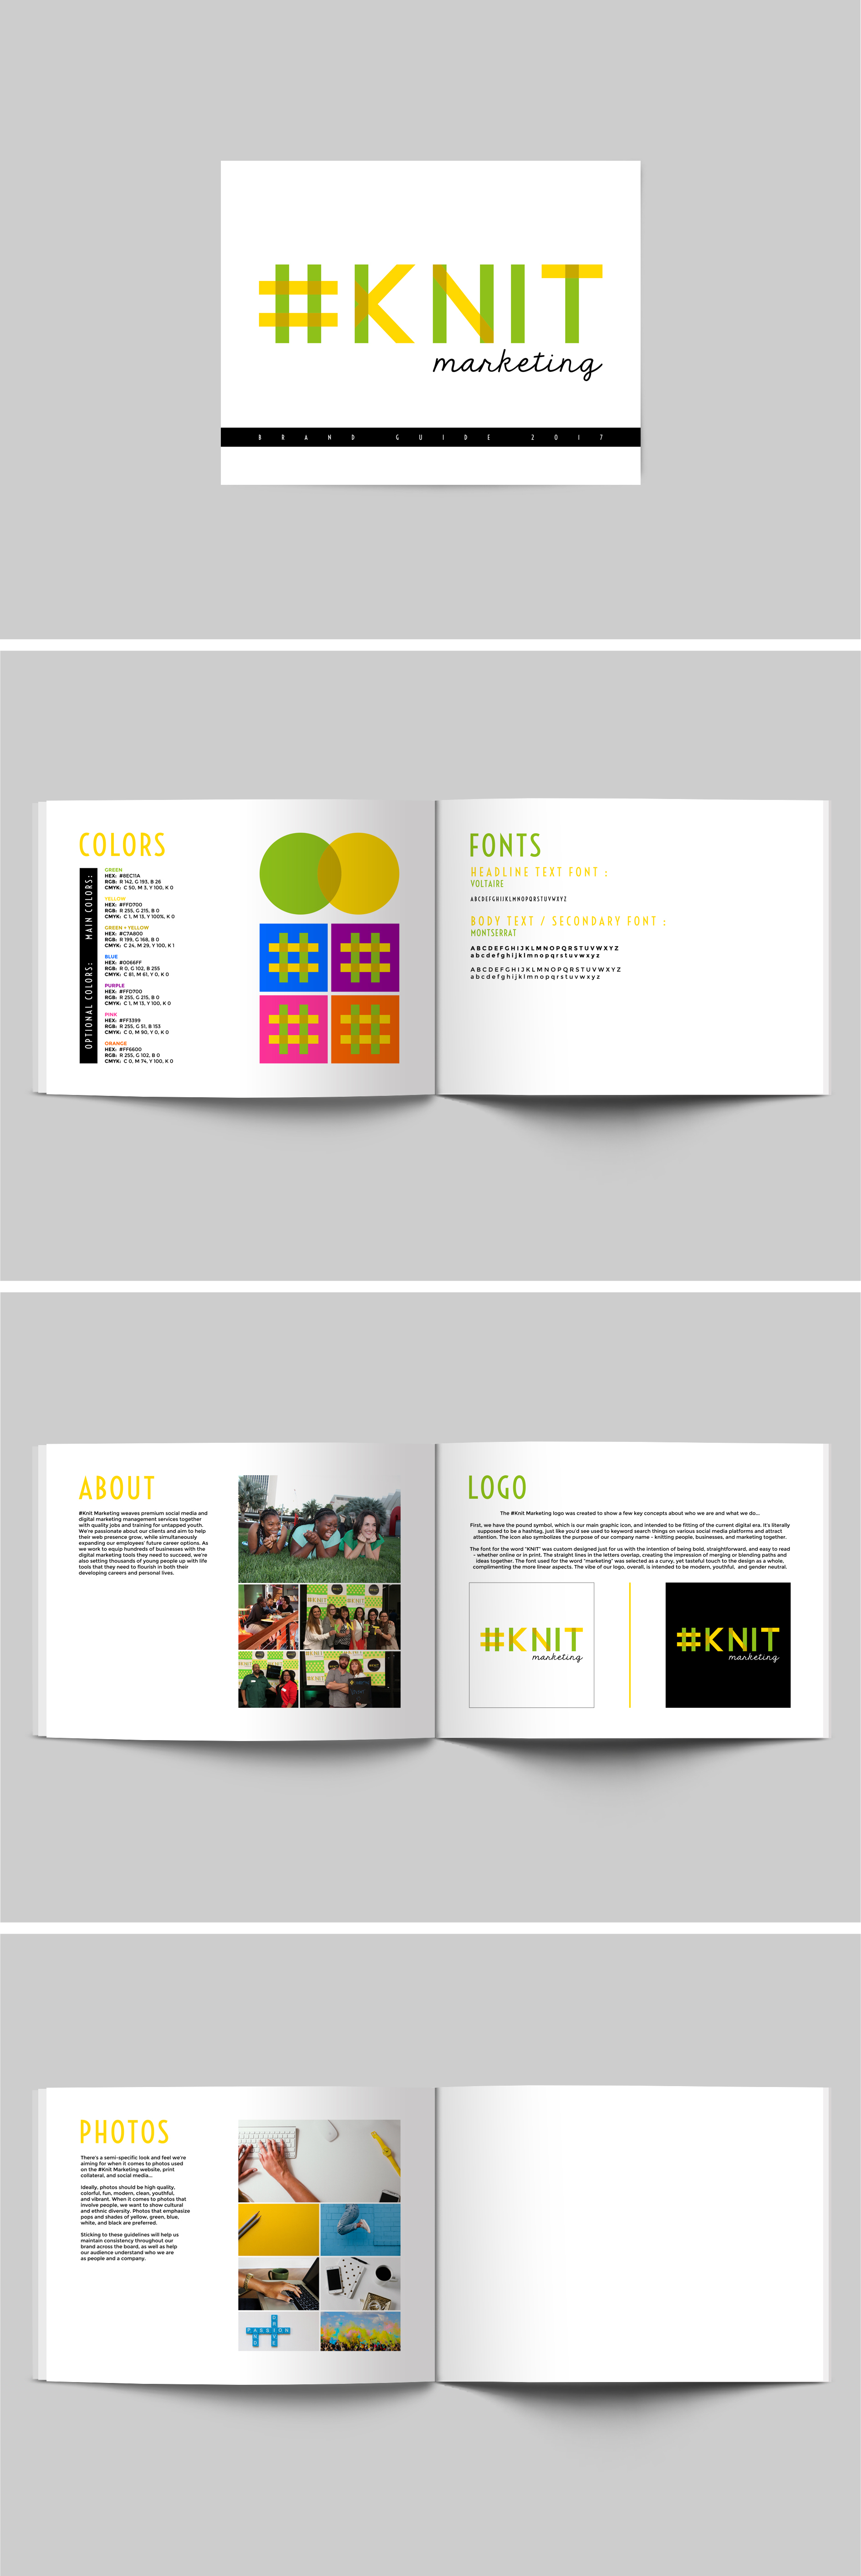 #KNIT
marketing
BRAND GUIDE 2017
COLORS
MAIN COLORS:
OPTIONAL COLORS:
GREEN
HEX: #8EC11A
RGB: R 142, G 193, B 26
CMYK: C 50, M 3, Y 100, K 0
YELLOW
HEX: #FFD700
RGB: R 255, G 215, B 0
CMYK: C 1, M 13, Y 100%, K 0
GREEN + YELLOW
HEX: #C7A800
RGB: R 199, G 168, B 0
CMYK: C 24, M 29, Y 100, K 1
BLUE
HEX: #0066FF
RGB: R 0, G 102, B 255
CMYK: C 81, M 61, Y 0, K 0
PURPLE
HEX: #FFD700
RGB: R 255, G 215, B 0
CMYK: C 1, M 13, Y 100, K 0
PINK
HEX: #FF3399
RGB: R 255, G 51, B 153
CMYK: C 0, M 90, Y 0, K 0
ORANGE
HEX: #FF6600
RGB: R 255, G 102, B 0
CMYK: C 0, M 74, Y 100, K 0
#
#
#
#
FONTS
HEADLINE TEXT FONT :
VOLTAIRE
ABCDEFGHIJKLMNOPQRSTUVWXYZ
BODY TEXT / SECONDARY FONT :
MONTSERRAT
ABCDEFGHIJKLMNOPQRSTUVWXYZ
abcdefghijklmnopqrstuvwxyz
ABCDEFGHIJKLMNOPQRSTUVWXYZ
abcdefghijklmnopqrstuvwxyz
ABOUT
#Knit Marketing weaves premium social media and
digital marketing management services together
with quality jobs and training for untapped youth.
We're passionate about our clients and aim to help
their web presence grow, while simultaneously
expanding our employees' future career options. As
we work to equip hundreds of businesses with the
digital marketing tools they need to succeed, we're
also setting thousands of young people up with life
tools that they need to flourish in both their
developing careers and personal lives.
LOGO
The #Knit Marketing logo was created to show a few key concepts about who we are and what we do...
First, we have the pound symbol, which is our main graphic icon, and intended to be fitting of the current digital era. It's literally
supposed to be a hashtag, just like you'd see used to keyword search things on various social media platforms and attract
attention. The icon also symbolizes the purpose of our company name - knitting people, businesses, and marketing together.
The font for the word "KNIT" was custom designed just for us with the intention of being bold, straightforward, and easy to read
- whether online or in print. The straight lines in the letters overlap, creating the impression of merging or blending paths and
ideas together. The font used for the word "marketing" was selected as a curvy, yet tasteful touch to the design as a whole,
complimenting the more linear aspects. The vibe of our logo, overall, is intended to be modern, youthful, and gender neutral.
#KNIT
marketing
#KNIT
marketing
PHOTOS
There's a semi-specific look and feel we're
aiming for when it comes to photos used
on the #Knit Marketing website, print
collateral, and social media...
Ideally, photos should be high quality,
colorful, fun, modern, clean, youthful,
and vibrant. When it comes to photos that
involve people, we want to show cultural
and ethnic diversity. Photos that emphasize
pops and shades of yellow, green, blue,
white, and black are preferred.
Sticking to these guidelines will help us
maintain consistency throughout our
brand across the board, as well as help
our audience understand who we are
as people and a company.
PASSION